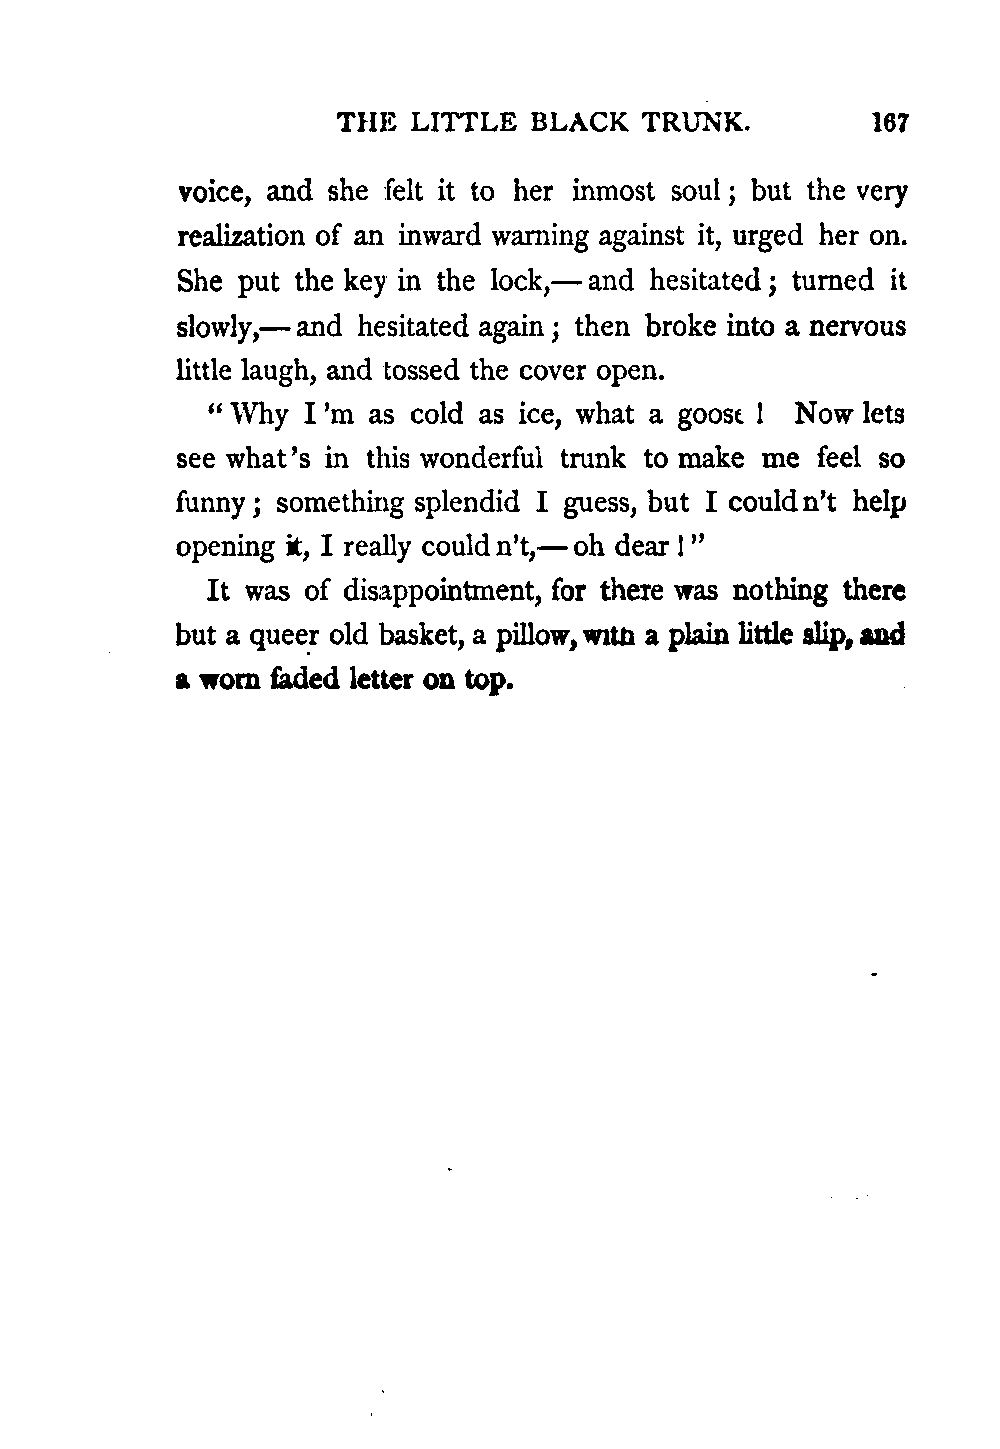 THE LITTLE BLACK TRUNK. 167
voice, and she felt it to her inmost soul; but the very
realization of an inward warning against it, urged her on.
She put the key in the lock,—and hesitated; turned it
slowly,—and hesitated again; then broke into a nervous
little laugh, and tossed the cover open.
"Why I'm as cold as ice, what a goose! Now lets
see what's in this wonderful trunk to make me feel so
funny; something splendid I guess, but I couldn't help
opening it, I really couldn't,—oh dear!"
It was of disappointment, for there was nothing there
but a queer old basket, a pillow, with a plain little slip, and
a worn faded letter on top.